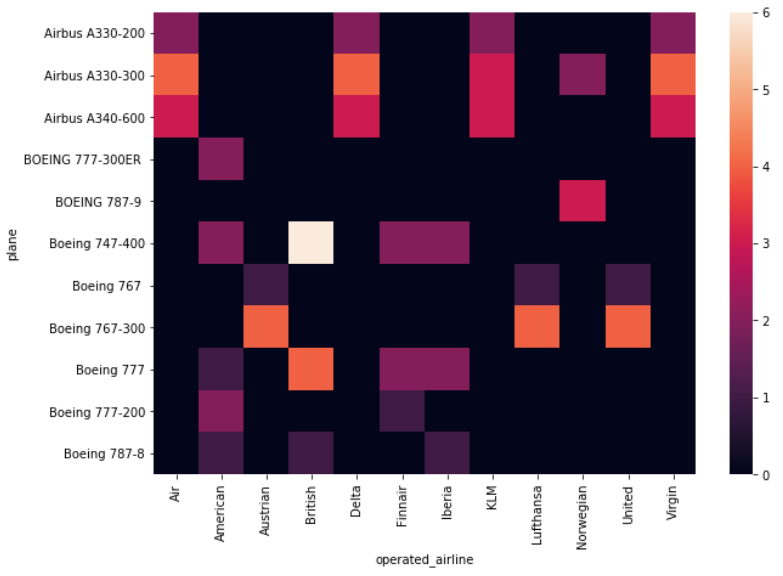 Airbus A330-200
Airbus A330-300
Airbus A340-600
BOEING 777-300ER
BOEING 787-9
Boeing 747-400
Boeing 767
Boeing 767-300
Boeing 777
Boeing 777-200
Boeing 787-8
plane
Air
American
Austrian
British
Delta
Finnair
Iberia
KLM
Lufthansa
Norwegian
United
Virgin
operated_airline
6
5
4
3
2
1
0